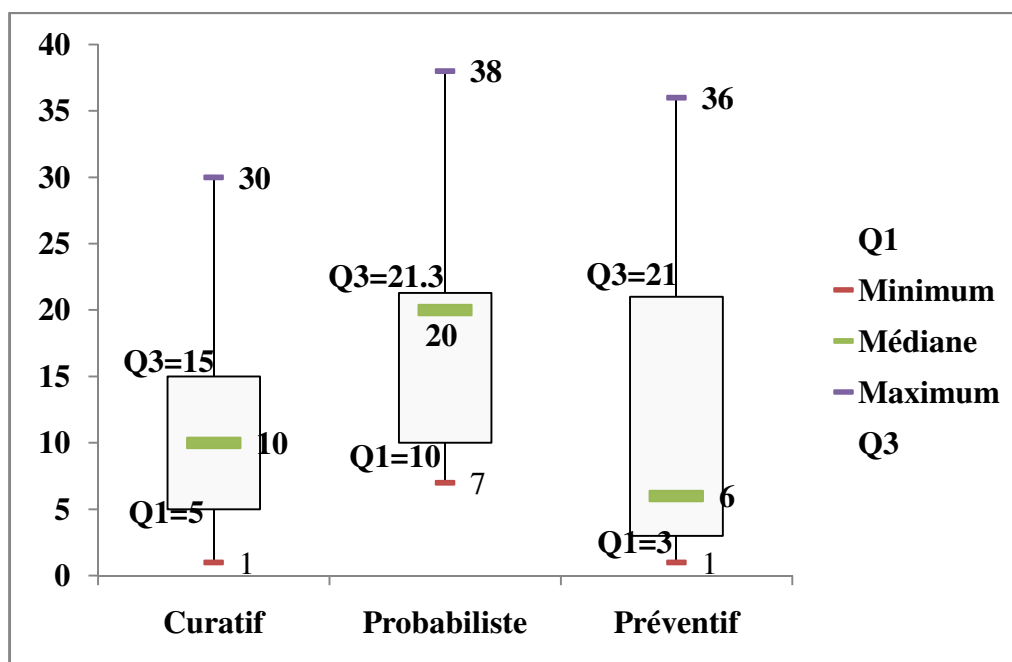 40
35
30
25
20
15
10
5
0
30
Q3=15
10
Q1=5
1
38
Q3=21.3
20
Q1=10
7
36
Q3=21
6
Q1=3
1
Curatif
Probabiliste
Préventif
Q1
Minimum
Médiane
Maximum
Q3